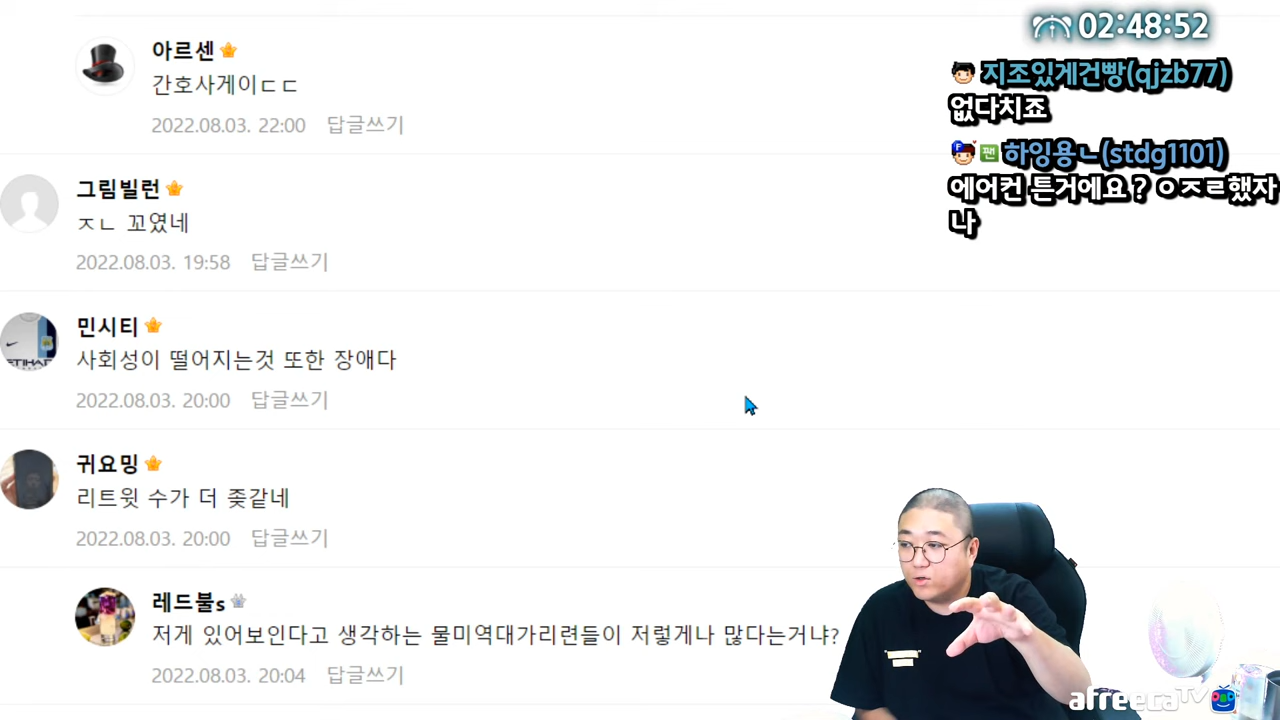 아르센
간호사게이ㄷㄷ
2022.08.03. 22:00 답글쓰기
그림빌런
ㅈㄴ 꼬였네
2022.08.03. 19:58 답글쓰기
민시티
사회성이 떨어지는것 또한 장애다
2022.08.03. 20:00 답글쓰기
귀요밍
리트윗 수가 더 좆같네
2022.08.03. 20:00 답글쓰기
레드불s
저게 있어보인다고 생각하는 물미역대가리련들이 저렇게나 많다는거냐?
2022.08.03. 20:04 답글쓰기
02:48:52
지조있게건빵(qjzb77)
없다치죠
F 팬 하잉용ㄴ(stdg1101)
에어컨 튼거에요? ㅇㅈㄹ했자
나
ETIHAD
afreecaTV